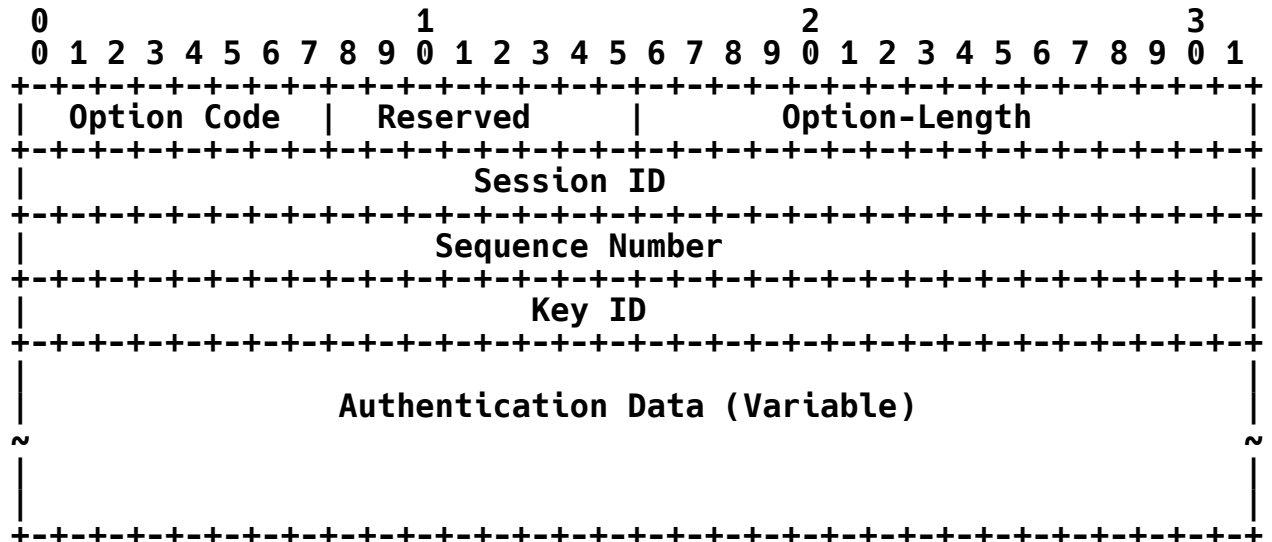 0                   1                   2                   3
 0 1 2 3 4 5 6 7 8 9 0 1 2 3 4 5 6 7 8 9 0 1 2 3 4 5 6 7 8 9 0 1
+-+-+-+-+-+-+-+-+-+-+-+-+-+-+-+-+-+-+-+-+-+-+-+-+-+-+-+-+-+-+-+-+
|  Option Code  |  Reserved     |       Option-Length           |
+-+-+-+-+-+-+-+-+-+-+-+-+-+-+-+-+-+-+-+-+-+-+-+-+-+-+-+-+-+-+-+-+
|                       Session ID                              |
+-+-+-+-+-+-+-+-+-+-+-+-+-+-+-+-+-+-+-+-+-+-+-+-+-+-+-+-+-+-+-+-+
|                     Sequence Number                           |
+-+-+-+-+-+-+-+-+-+-+-+-+-+-+-+-+-+-+-+-+-+-+-+-+-+-+-+-+-+-+-+-+
|                          Key ID                               |
+-+-+-+-+-+-+-+-+-+-+-+-+-+-+-+-+-+-+-+-+-+-+-+-+-+-+-+-+-+-+-+-+
|                                                               |
|                Authentication Data (Variable)                 |
~                                                               ~
|                                                               |
|                                                               |
+-+-+-+-+-+-+-+-+-+-+-+-+-+-+-+-+-+-+-+-+-+-+-+-+-+-+-+-+-+-+-+-+